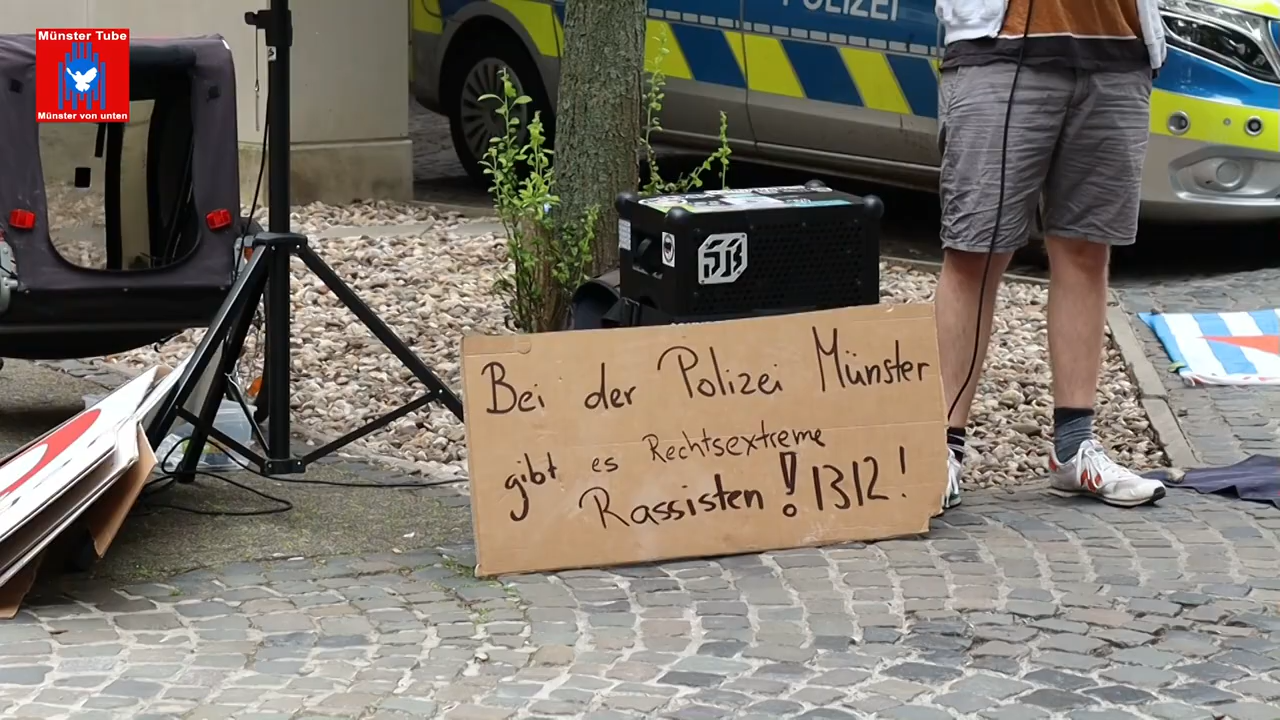 Münster Tube
Münster von unten
POLIZEI
Bei der Polizei Münster
gibt es Rechtsextreme
Rassisten ! 1312!